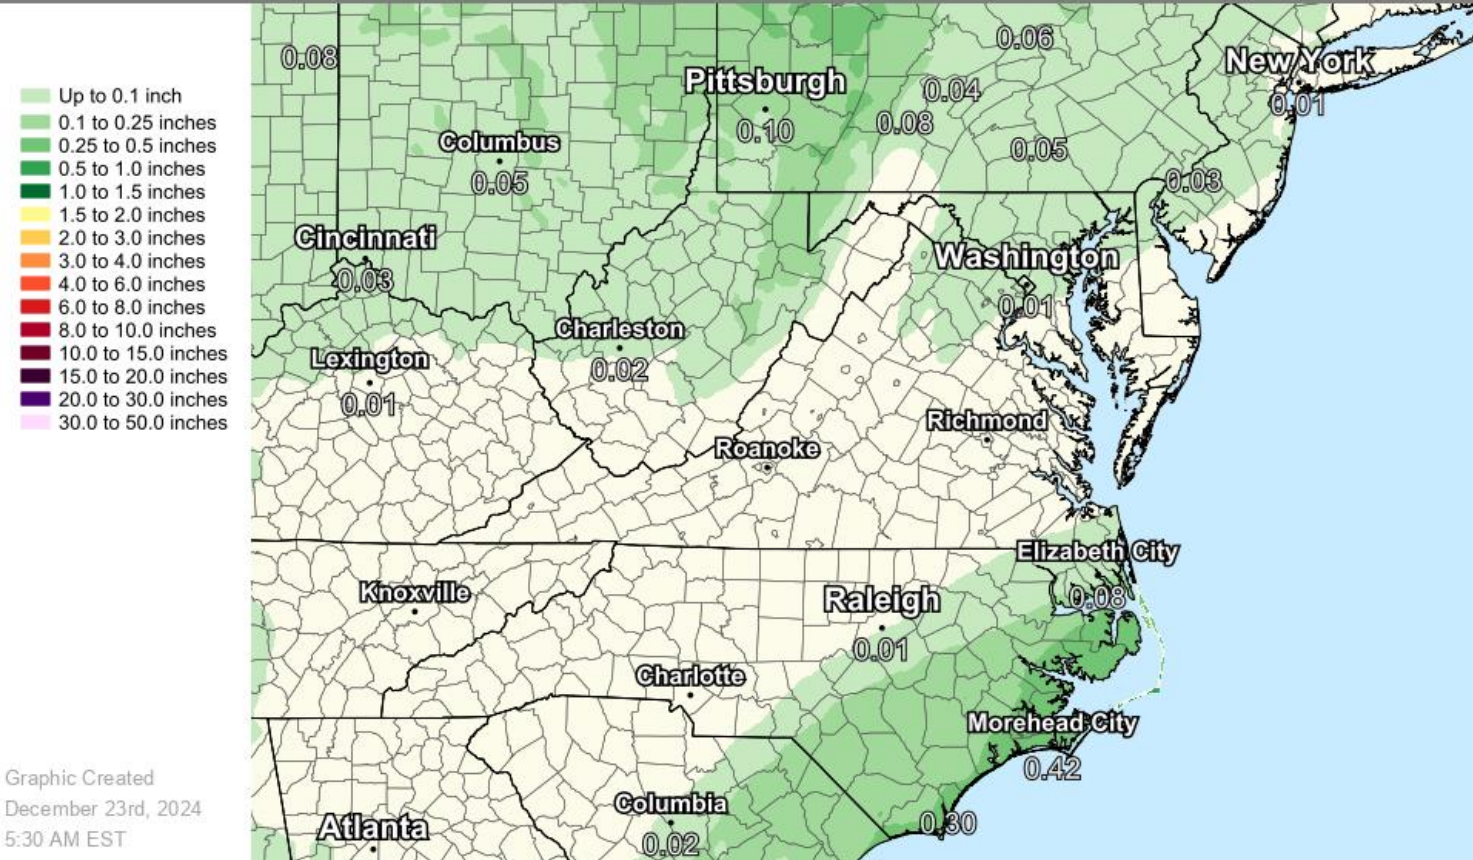 Up to 0.1 inch
0.1 to 0.25 inches
0.25 to 0.5 inches
0.5 to 1.0 inches
1.0 to 1.5 inches
1.5 to 2.0 inches
2.0 to 3.0 inches
3.0 to 4.0 inches
4.0 to 6.0 inches
6.0 to 8.0 inches
8.0 to 10.0 inches
10.0 to 15.0 inches
15.0 to 20.0 inches
20.0 to 30.0 inches
30.0 to 50.0 inches
Graphic Created
December 23rd, 2024
5:30 AM EST
0.08
0.06
New York
0.01
Pittsburgh
0.10
0.04
0.08
0.05
Columbus
0.05
0.03
Cincinnati
0.03
Washington
0.01
Charleston
0.02
Lexington
0.01
Richmond
Roanoke
Elizabeth City
0.08
Knoxville
Raleigh
0.01
Charlotte
Morehead City
0.42
Columbia
0.02
0.30
Atlanta